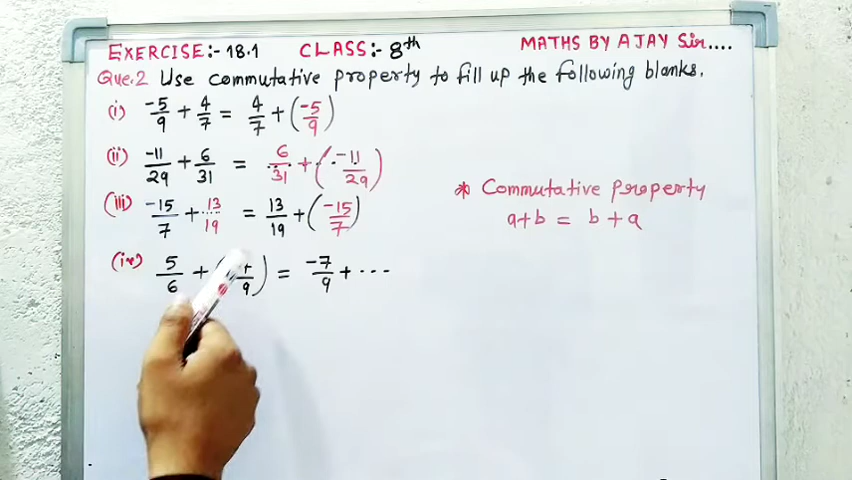 EXERCISE:- 18.1 CLASS:- 8th MATHS BY AJAY Sir....
Que.2 Use commutative property to fill up the following blanks.
(i) -5/9 + 4/7 = 4/7 + (-5/9)
(ii) -11/29 + 6/31 = 6/31 + (-11/29)
(iii) -15/7 + 13/19 = 13/19 + (-15/7)
* Commutative property
a+b = b+a
(iv) 5/6 + ( /9) = -7/9 + ...